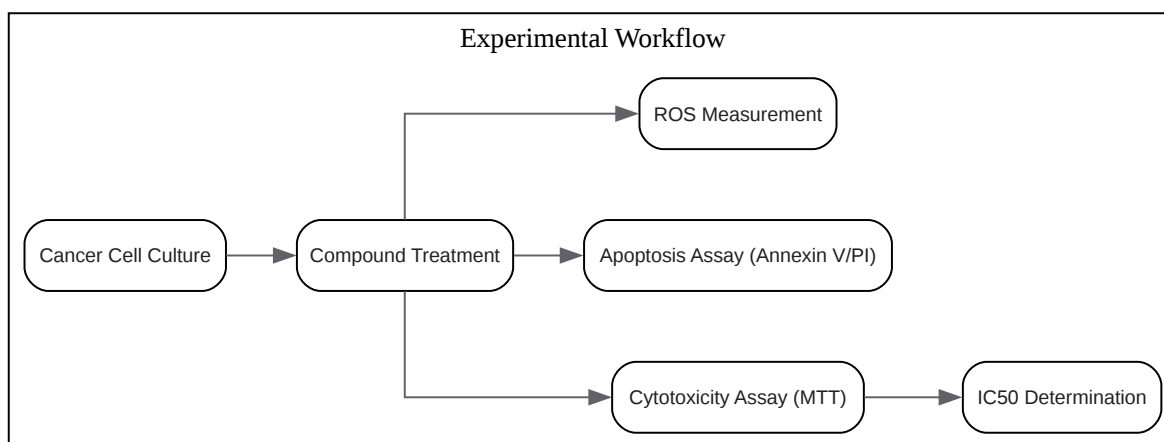 Experimental Workflow
ROS Measurement
Cancer Cell Culture
Compound Treatment
Apoptosis Assay (Annexin V/PI)
Cytotoxicity Assay (MTT)
IC50 Determination